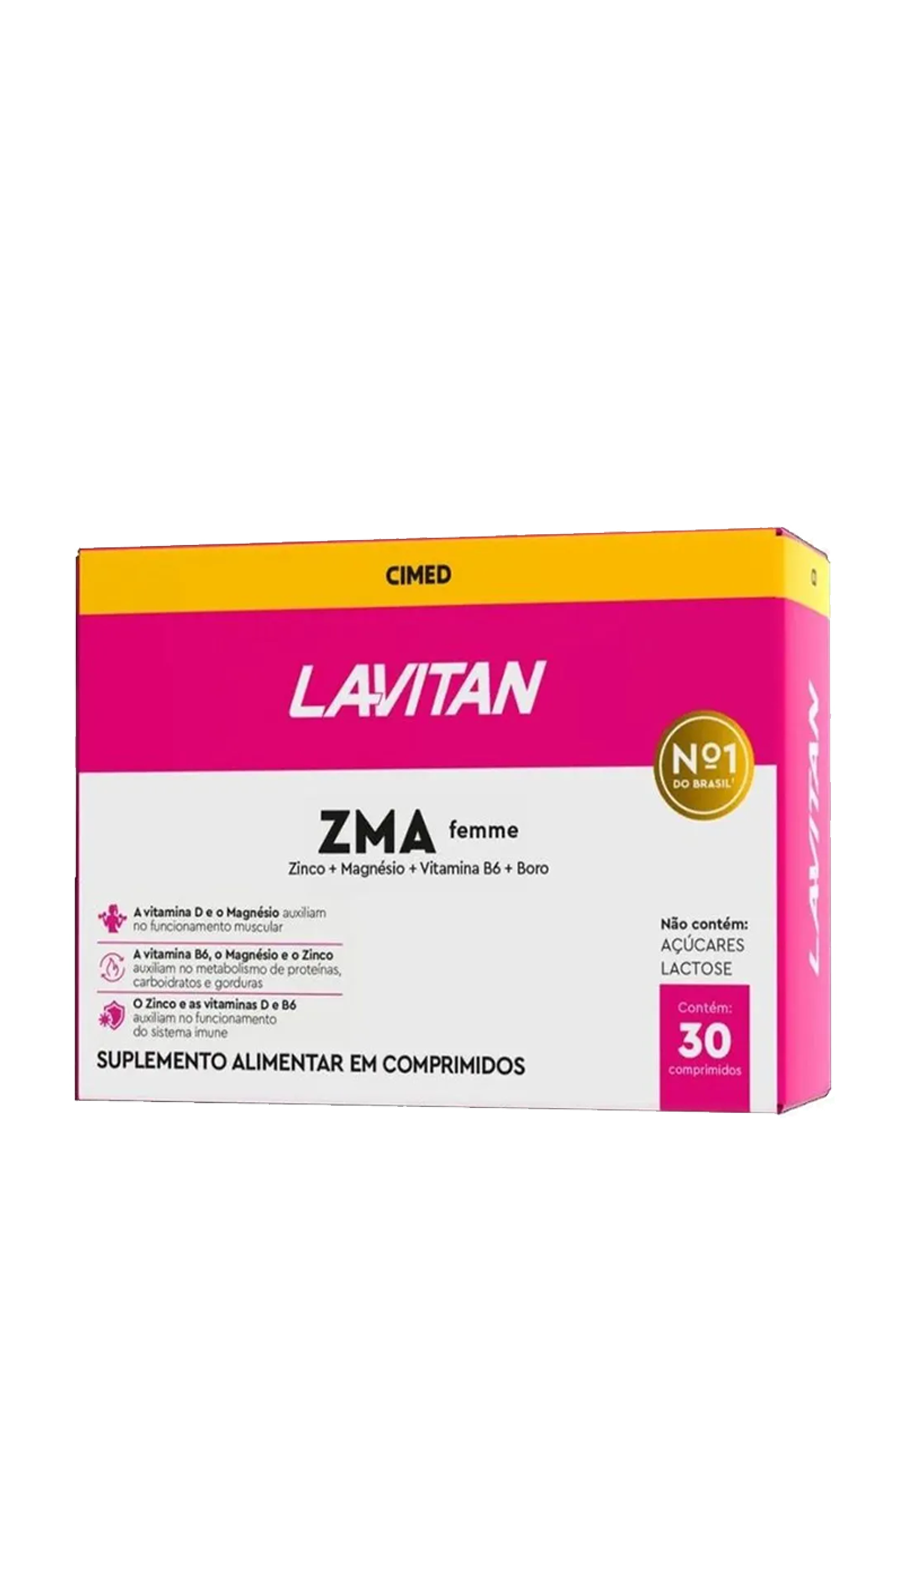 CIMED
LAVITAN
Nº1
DO BRASIL¹
ZMA femme
Zinco + Magnésio + Vitamina B6 + Boro
A vitamina D e o Magnésio auxiliam
no funcionamento muscular
A vitamina B6, o Magnésio e o Zinco
auxiliam no metabolismo de proteínas,
carboidratos e gorduras
O Zinco e as vitaminas D e B6
auxiliam no funcionamento
do sistema imune
SUPLEMENTO ALIMENTAR EM COMPRIMIDOS
Não contém:
AÇÚCARES
LACTOSE
Contém:
30
comprimidos
LAVITAN